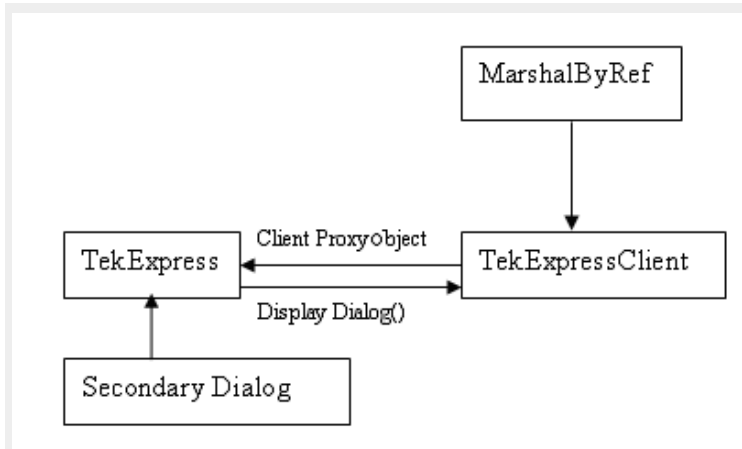 MarshalByRef
Client ProxyObject
TekExpress
TekExpressClient
Display Dialog()
Secondary Dialog